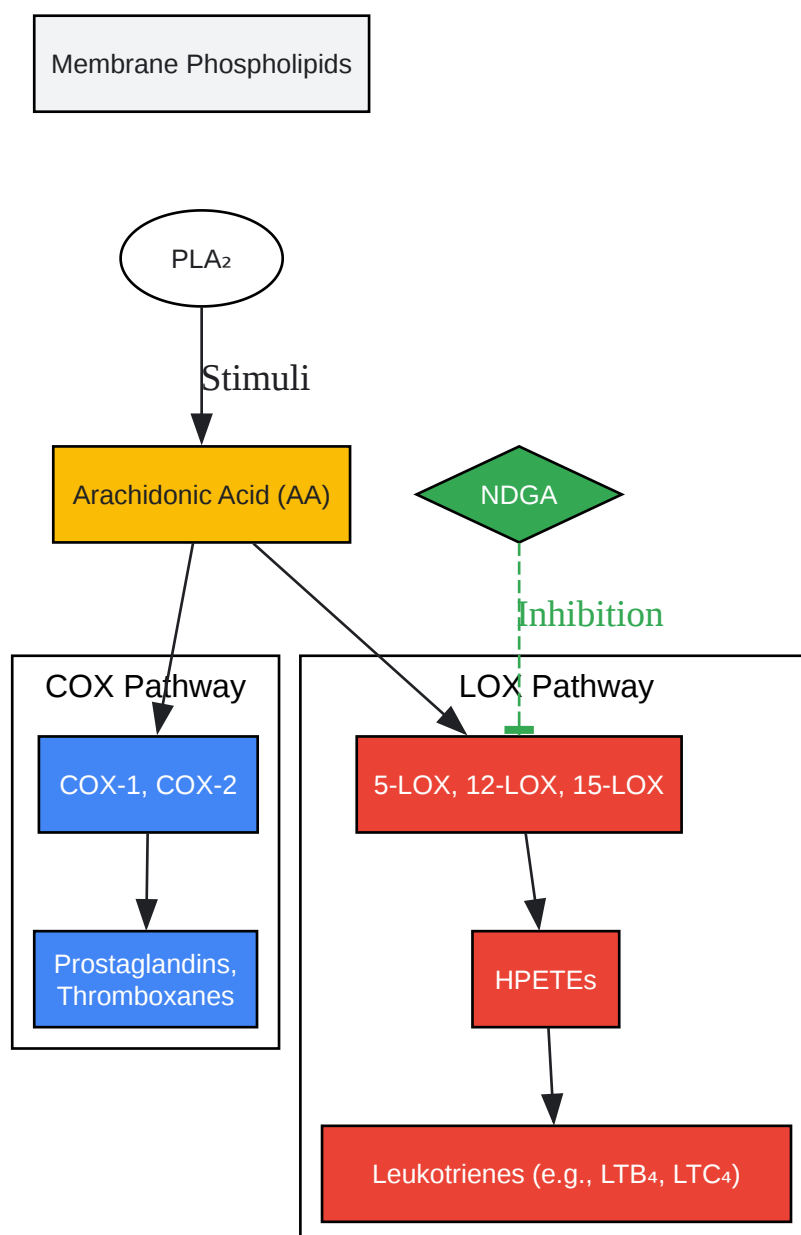 Membrane Phospholipids
PLA₂
Stimuli
Arachidonic Acid (AA)
NDGA
Inhibition
COX Pathway
LOX Pathway
COX-1, COX-2
5-LOX, 12-LOX, 15-LOX
Prostaglandins,
Thromboxanes
HPETEs
Leukotrienes (e.g., LTB₄, LTC₄)